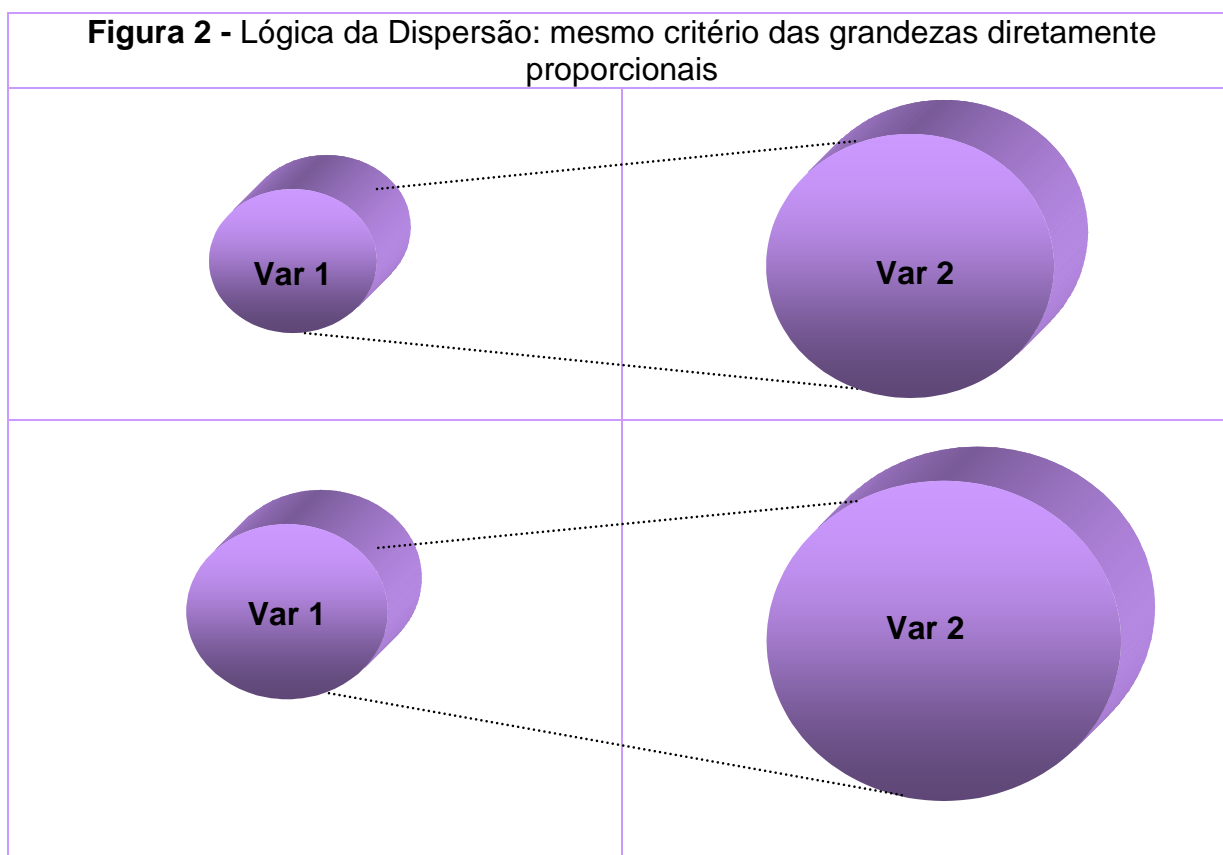 Figura 2 - Lógica da Dispersão: mesmo critério das grandezas diretamente
proporcionais
Var 1
Var 2
Var 1
Var 2